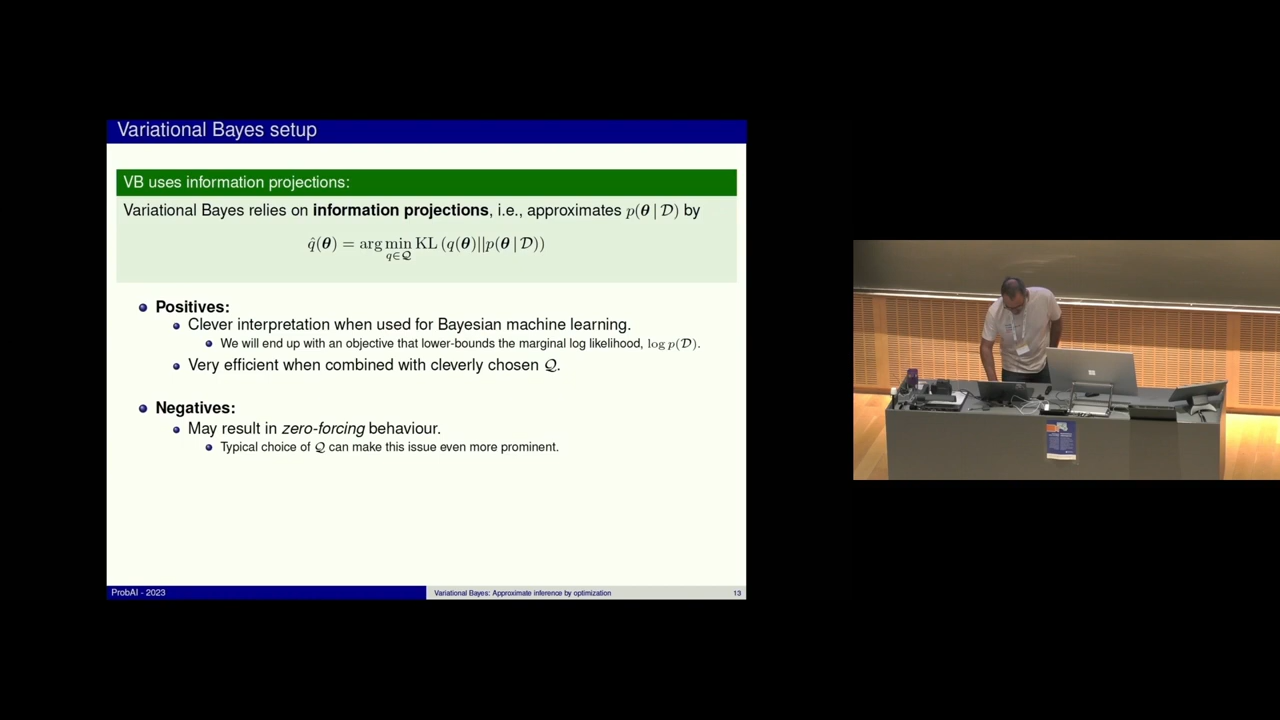 Variational Bayes setup
VB uses information projections:
Variational Bayes relies on information projections, i.e., approximates p(θ | 𝒟) by
q̂(θ) = arg min KL (q(θ)||p(θ | 𝒟))
q∈𝒬
Positives:
Clever interpretation when used for Bayesian machine learning.
We will end up with an objective that lower-bounds the marginal log likelihood, log p(𝒟).
Very efficient when combined with cleverly chosen 𝒬.
Negatives:
May result in zero-forcing behaviour.
Typical choice of 𝒬 can make this issue even more prominent.
ProbAI - 2023
Variational Bayes: Approximate inference by optimization
13